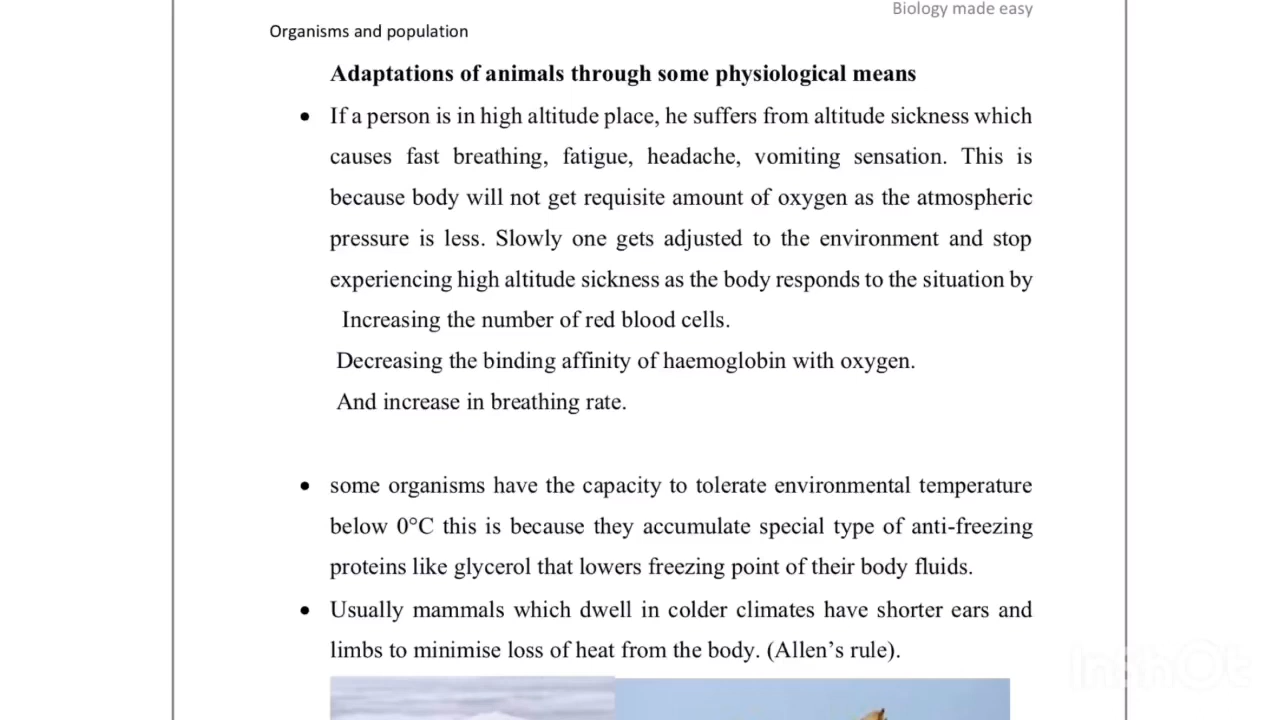 Biology made easy
Organisms and population
Adaptations of animals through some physiological means
• If a person is in high altitude place, he suffers from altitude sickness which
causes fast breathing, fatigue, headache, vomiting sensation. This is
because body will not get requisite amount of oxygen as the atmospheric
pressure is less. Slowly one gets adjusted to the environment and stop
experiencing high altitude sickness as the body responds to the situation by
Increasing the number of red blood cells.
Decreasing the binding affinity of haemoglobin with oxygen.
And increase in breathing rate.
• some organisms have the capacity to tolerate environmental temperature
below 0°C this is because they accumulate special type of anti-freezing
proteins like glycerol that lowers freezing point of their body fluids.
• Usually mammals which dwell in colder climates have shorter ears and
limbs to minimise loss of heat from the body. (Allen’s rule).
InShOt